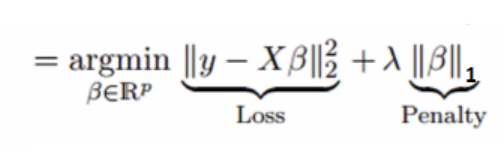 = argmin ‖y − Xβ‖₂² + λ ‖β‖₁
β∈ℝᵖ
Loss Penalty